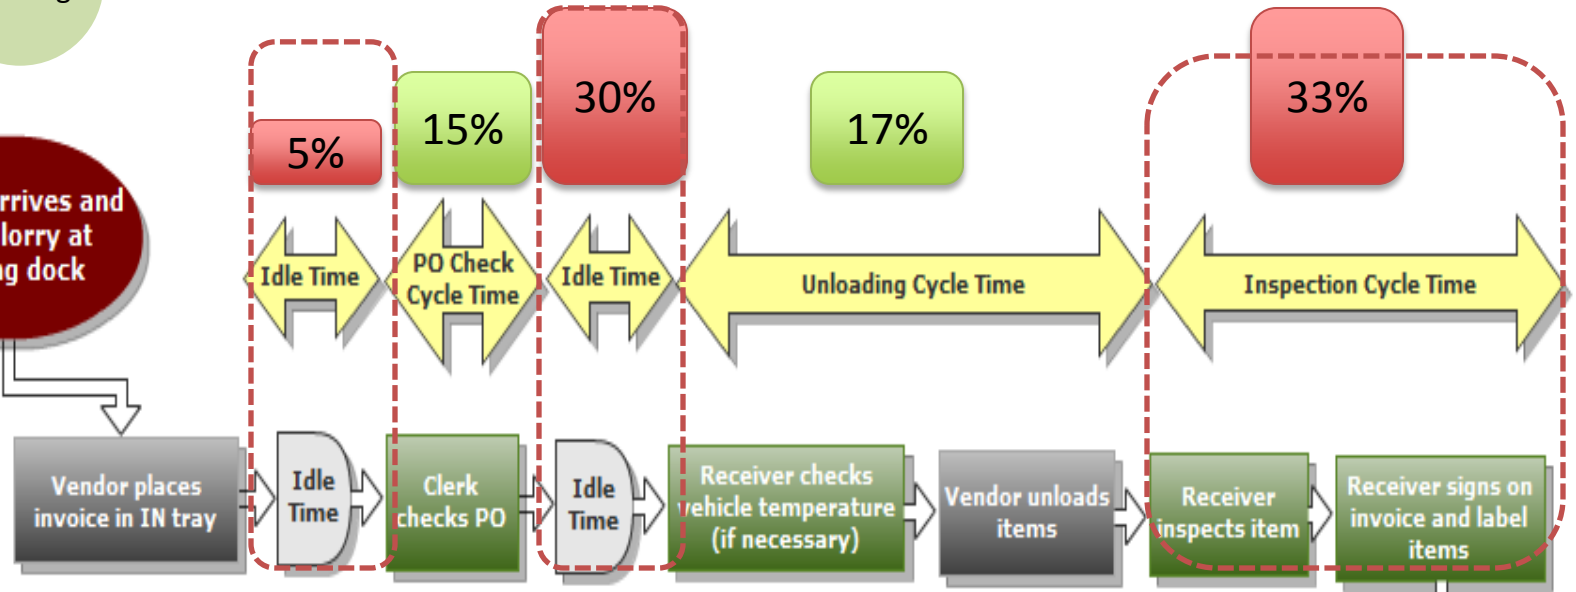 5%
15%
30%
17%
33%
rrives and
lorry at
dock
Idle Time
PO Check
Cycle Time
Idle Time
Unloading Cycle Time
Inspection Cycle Time
Vendor places
invoice in IN tray
Idle
Time
Clerk
checks PO
Idle
Time
Receiver checks
vehicle temperature
(if necessary)
Vendor unloads
items
Receiver
inspects item
Receiver signs on
invoice and label
items